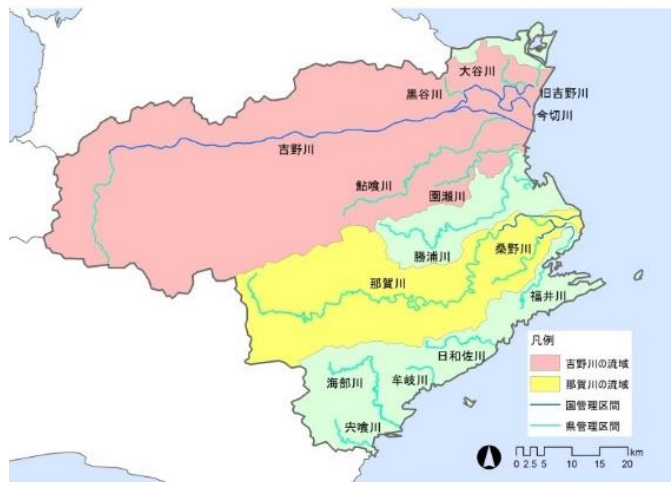 大谷川
黒谷川
旧吉野川
今切川
吉野川
鮎喰川
園瀬川
勝浦川
桑野川
那賀川
福井川
日和佐川
海部川
牟岐川
宍喰川
凡例
吉野川の流域
那賀川の流域
国管理区間
県管理区間
km
0 2.5 5 10 15 20